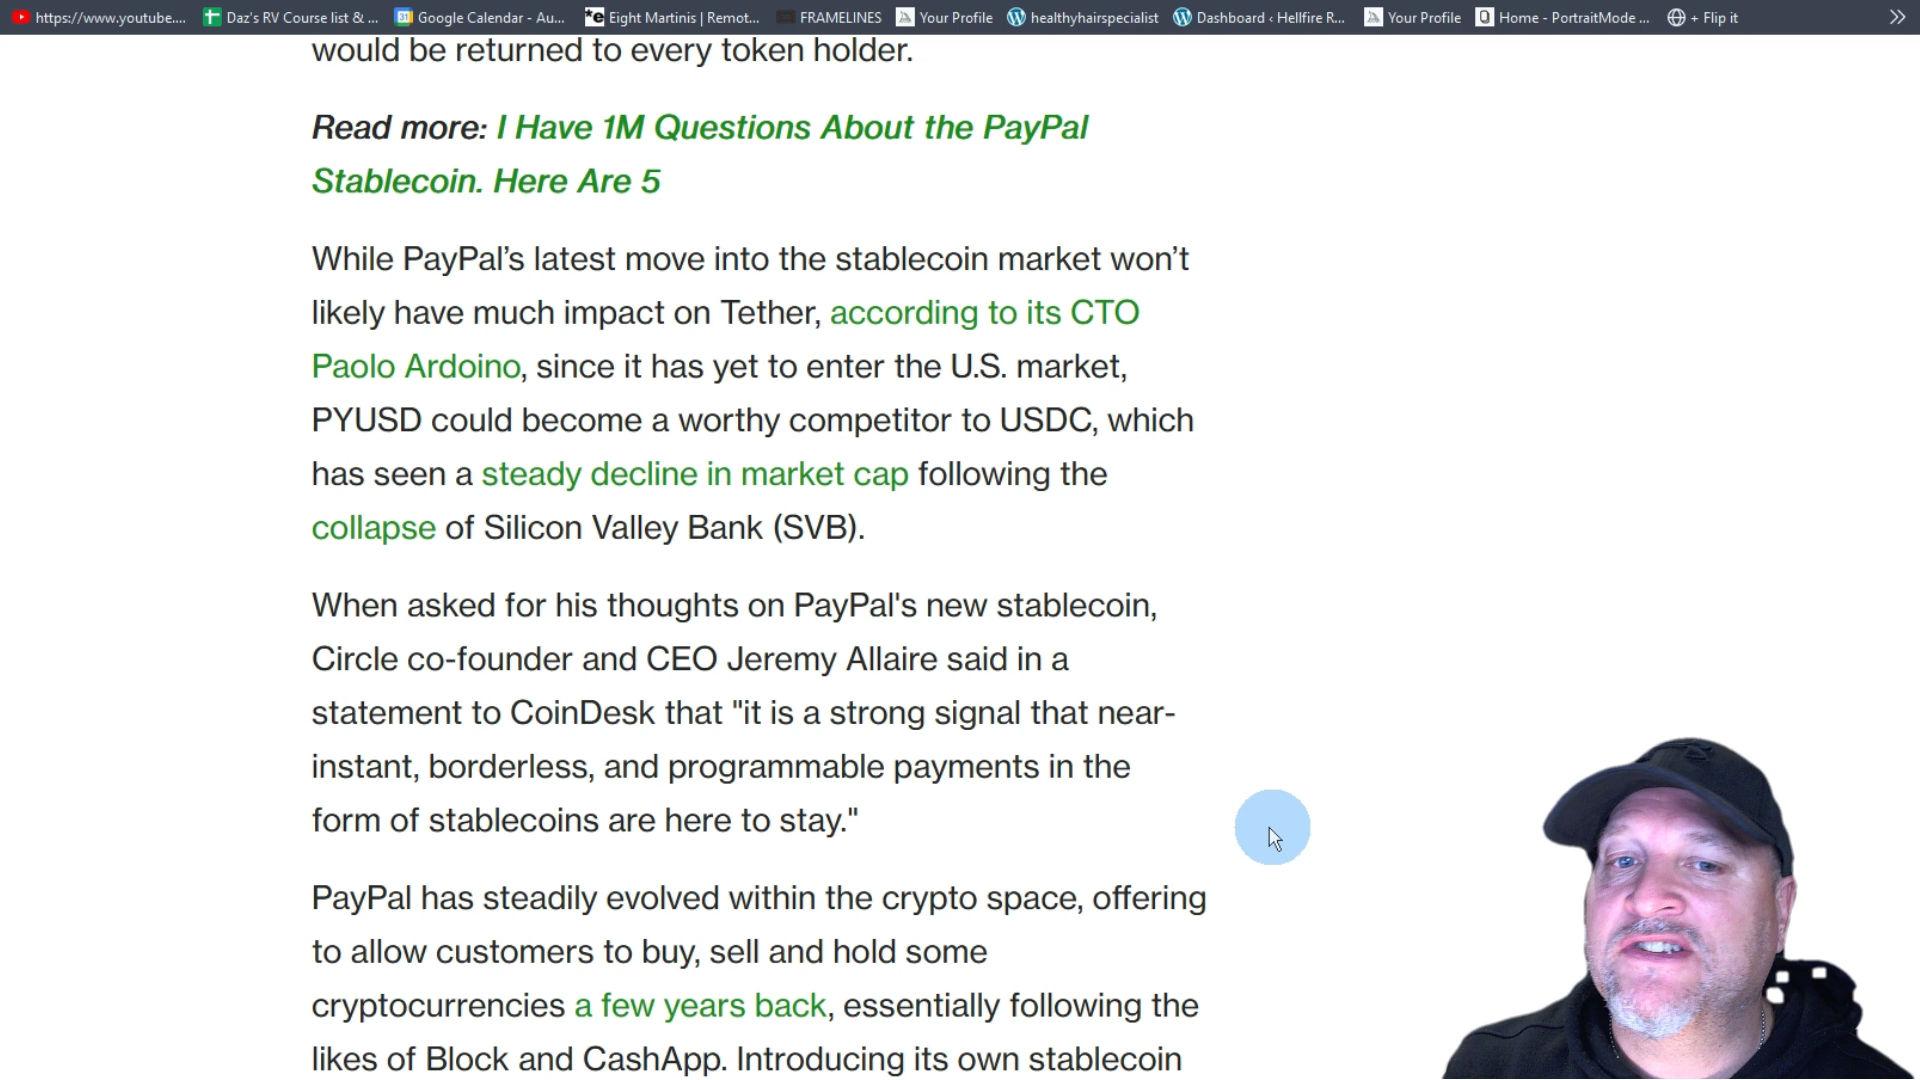 https://www.youtube.... Daz's RV Course list & ... Google Calendar - Au... Eight Martinis | Remot... FRAMELINES Your Profile healthyhairspecialist Dashboard ‹ Hellfire R... Your Profile Home - PortraitMode ... + Flip it
would be returned to every token holder.
Read more: I Have 1M Questions About the PayPal
Stablecoin. Here Are 5
While PayPal’s latest move into the stablecoin market won’t
likely have much impact on Tether, according to its CTO
Paolo Ardoino, since it has yet to enter the U.S. market,
PYUSD could become a worthy competitor to USDC, which
has seen a steady decline in market cap following the
collapse of Silicon Valley Bank (SVB).
When asked for his thoughts on PayPal's new stablecoin,
Circle co-founder and CEO Jeremy Allaire said in a
statement to CoinDesk that "it is a strong signal that near-
instant, borderless, and programmable payments in the
form of stablecoins are here to stay."
PayPal has steadily evolved within the crypto space, offering
to allow customers to buy, sell and hold some
cryptocurrencies a few years back, essentially following the
likes of Block and CashApp. Introducing its own stablecoin